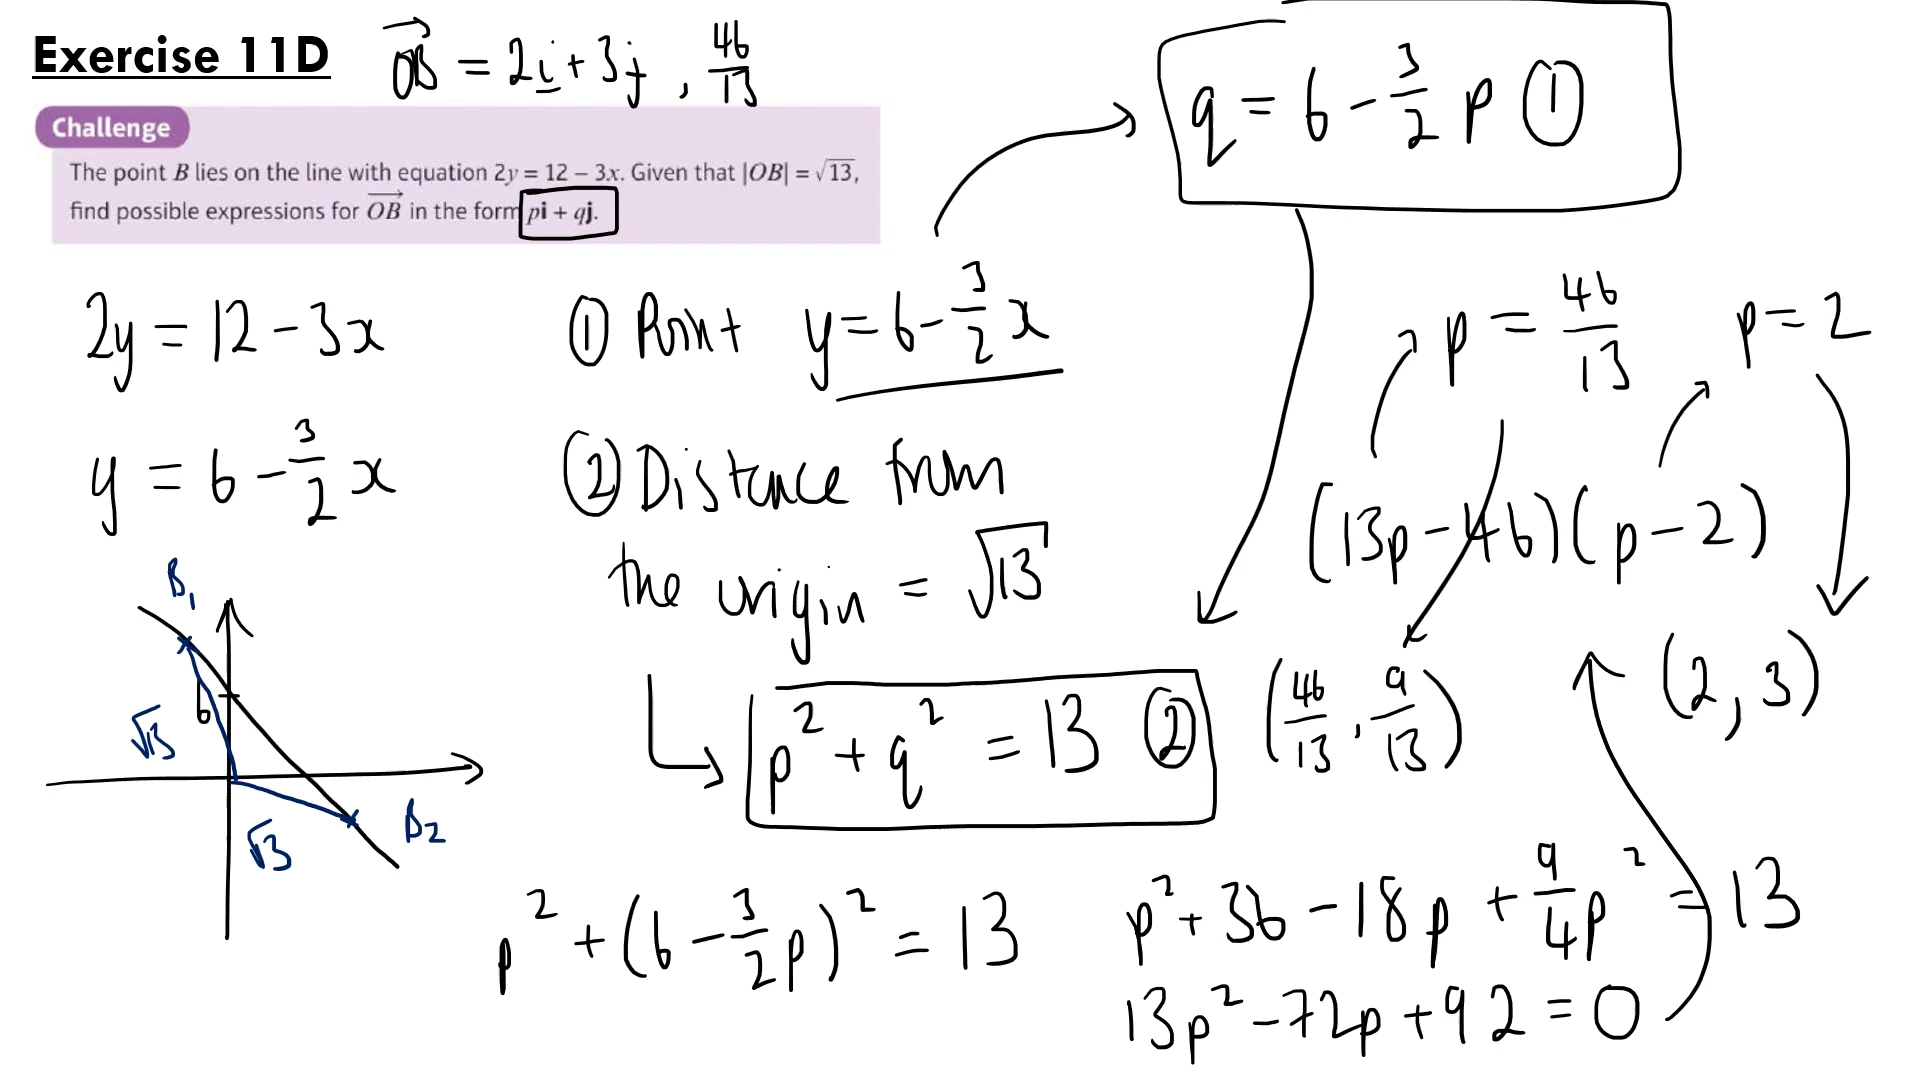 Exercise 11D
OB = 2i + 3j , 46/13
Challenge
The point B lies on the line with equation 2y = 12 – 3x. Given that |OB| = √13,
find possible expressions for OB in the form pi + qj.
q = 6 - 3/2 p ①
2y = 12 - 3x
y = 6 - 3/2 x
① Point y = 6 - 3/2 x
② Distance from
the origin = √13
p² + q² = 13 ②
p = 46/13
p = 2
(13p - 46)(p - 2)
(46/13, 9/13)
(2, 3)
B₁
6
√13
√13
B₂
p² + (6 - 3/2 p)² = 13
p² + 36 - 18p + 9/4 p² = 13
13p² - 72p + 92 = 0